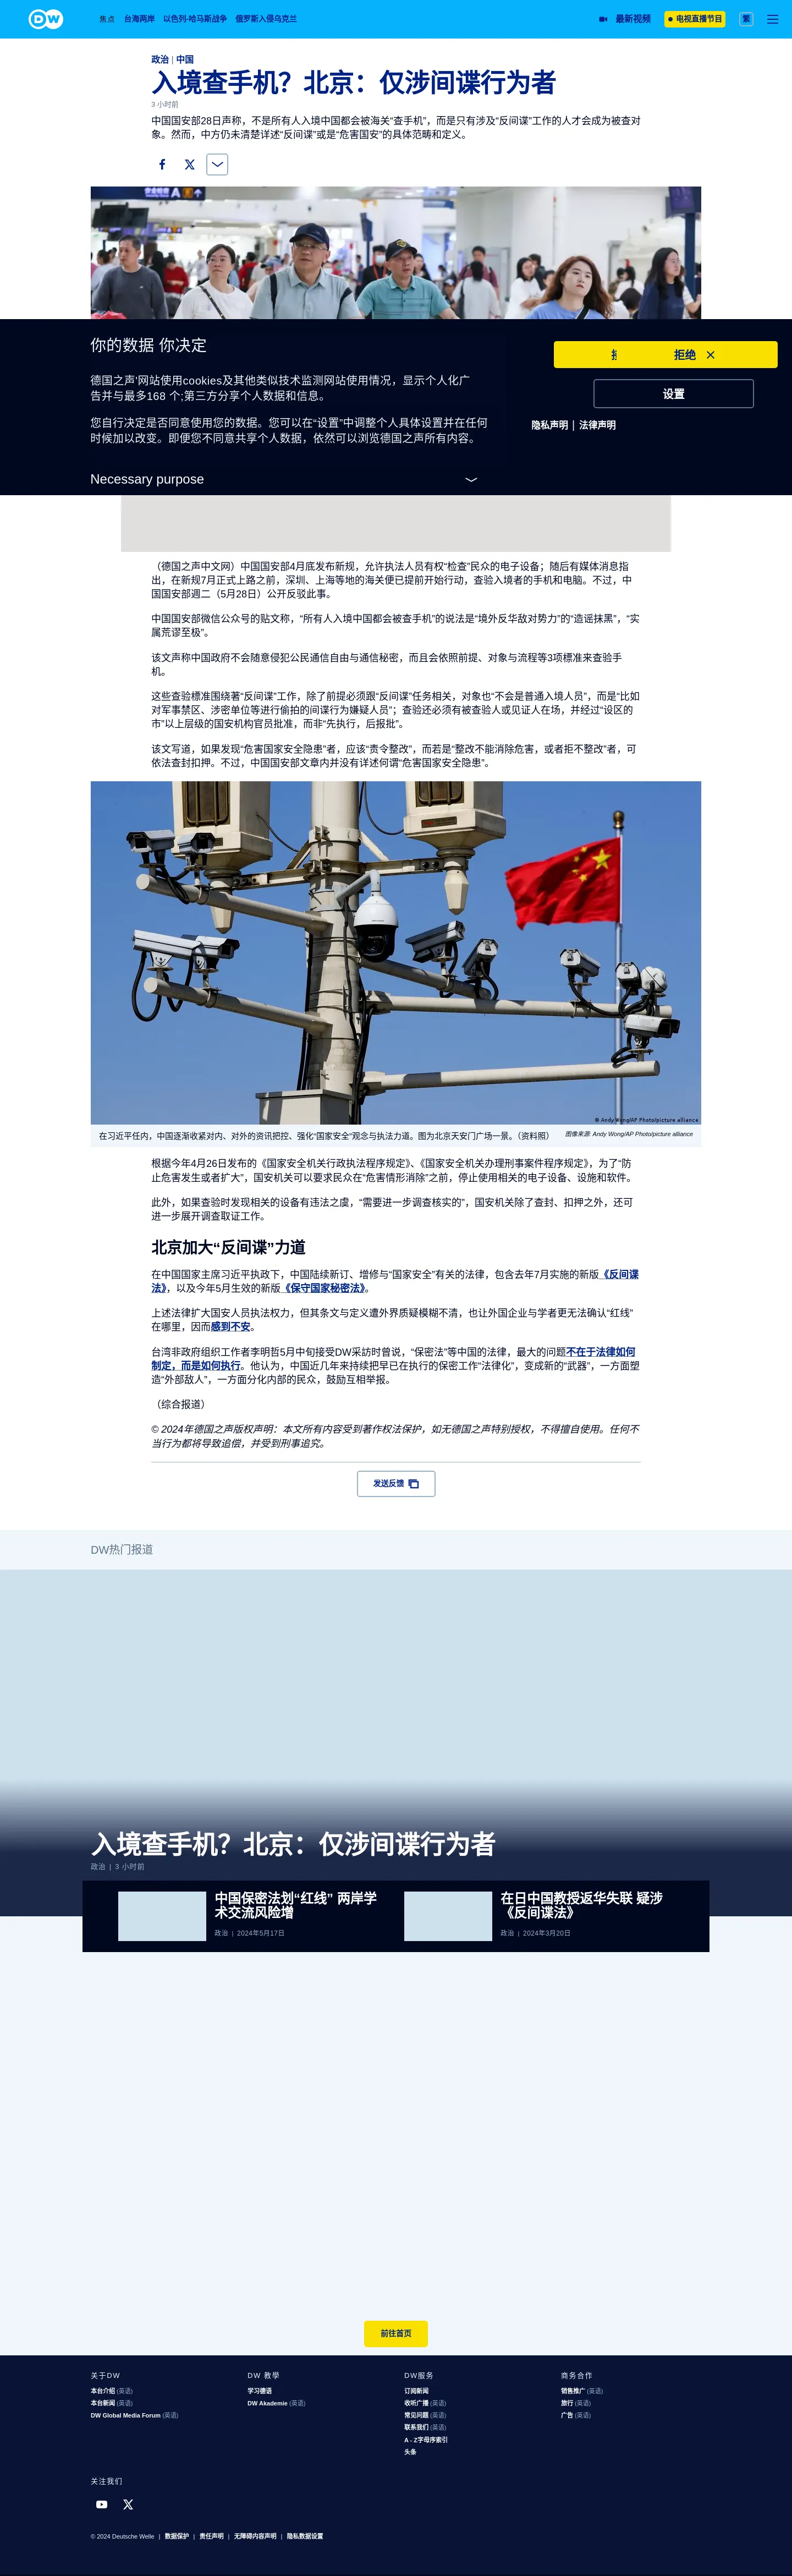 DW
焦点 台海两岸 以色列-哈马斯战争 俄罗斯入侵乌克兰
最新视频 电视直播节目 繁
政治 | 中国
入境查手机？北京：仅涉间谍行为者
3 小时前
中国国安部28日声称，不是所有人入境中国都会被海关“查手机”，而是只有涉及“反间谍”工作的人才会成为被查对
象。然而，中方仍未清楚详述“反间谍”或是“危害国安”的具体范畴和定义。
你的数据 你决定
德国之声'网站使用cookies及其他类似技术监测网站使用情况，显示个人化广
告并与最多168 个;第三方分享个人数据和信息。
您自行决定是否同意使用您的数据。您可以在“设置”中调整个人具体设置并在任何
时候加以改变。即便您不同意共享个人数据，依然可以浏览德国之声所有内容。
Necessary purpose
拒绝
设置
隐私声明 | 法律声明
（德国之声中文网）中国国安部4月底发布新规，允许执法人员有权“检查”民众的电子设备；随后有媒体消息指
出，在新规7月正式上路之前，深圳、上海等地的海关便已提前开始行动，查验入境者的手机和电脑。不过，中
国国安部週二（5月28日）公开反驳此事。
中国国安部微信公众号的贴文称，“所有人入境中国都会被查手机”的说法是“境外反华敌对势力”的“造谣抹黑”，“实
属荒谬至极”。
该文声称中国政府不会随意侵犯公民通信自由与通信秘密，而且会依照前提、对象与流程等3项標准来查验手
机。
这些查验標准围绕著“反间谍”工作，除了前提必须跟“反间谍”任务相关，对象也“不会是普通入境人员”，而是“比如
对军事禁区、涉密单位等进行偷拍的间谍行为嫌疑人员”；查验还必须有被查验人或见证人在场，并经过“设区的
市”以上层级的国安机构官员批准，而非“先执行，后报批”。
该文写道，如果发现“危害国家安全隐患”者，应该“责令整改”，而若是“整改不能消除危害，或者拒不整改”者，可
依法查封扣押。不过，中国国安部文章内并没有详述何谓“危害国家安全隐患”。
© Andy Wong/AP Photo/picture alliance
在习近平任内，中国逐渐收紧对内、对外的资讯把控、强化“国家安全”观念与执法力道。图为北京天安门广场一景。（资料照）
图像来源: Andy Wong/AP Photo/picture alliance
根据今年4月26日发布的《国家安全机关行政执法程序规定》、《国家安全机关办理刑事案件程序规定》，为了“防
止危害发生或者扩大”，国安机关可以要求民众在“危害情形消除”之前，停止使用相关的电子设备、设施和软件。
此外，如果查验时发现相关的设备有违法之虞，“需要进一步调查核实的”，国安机关除了查封、扣押之外，还可
进一步展开调查取证工作。
北京加大“反间谍”力道
在中国国家主席习近平执政下，中国陆续新订、增修与“国家安全”有关的法律，包含去年7月实施的新版《反间谍
法》，以及今年5月生效的新版《保守国家秘密法》。
上述法律扩大国安人员执法权力，但其条文与定义遭外界质疑模糊不清，也让外国企业与学者更无法确认“红线”
在哪里，因而感到不安。
台湾非政府组织工作者李明哲5月中旬接受DW采訪时曾说，“保密法”等中国的法律，最大的问题不在于法律如何
制定，而是如何执行。他认为，中国近几年来持续把早已在执行的保密工作“法律化”，变成新的“武器”，一方面塑
造“外部敌人”，一方面分化内部的民众，鼓励互相举报。
（综合报道）
© 2024年德国之声版权声明：本文所有内容受到著作权法保护，如无德国之声特别授权，不得擅自使用。任何不
当行为都将导致追偿，并受到刑事追究。
发送反馈
DW热门报道
入境查手机？北京：仅涉间谍行为者
政治 | 3 小时前
中国保密法划“红线” 两岸学
术交流风险增
政治 | 2024年5月17日
在日中国教授返华失联 疑涉
《反间谍法》
政治 | 2024年3月20日
前往首页
关于DW
本台介绍 (英语)
本台新闻 (英语)
DW Global Media Forum (英语)
DW 教學
学习德语
DW Akademie (英语)
DW服务
订阅新闻
收听广播 (英语)
常见问题 (英语)
联系我们 (英语)
A - Z字母序索引
头条
商务合作
销售推广 (英语)
旅行 (英语)
广告 (英语)
关注我们
© 2024 Deutsche Welle | 数据保护 | 责任声明 | 无障碍内容声明 | 隐私数据设置